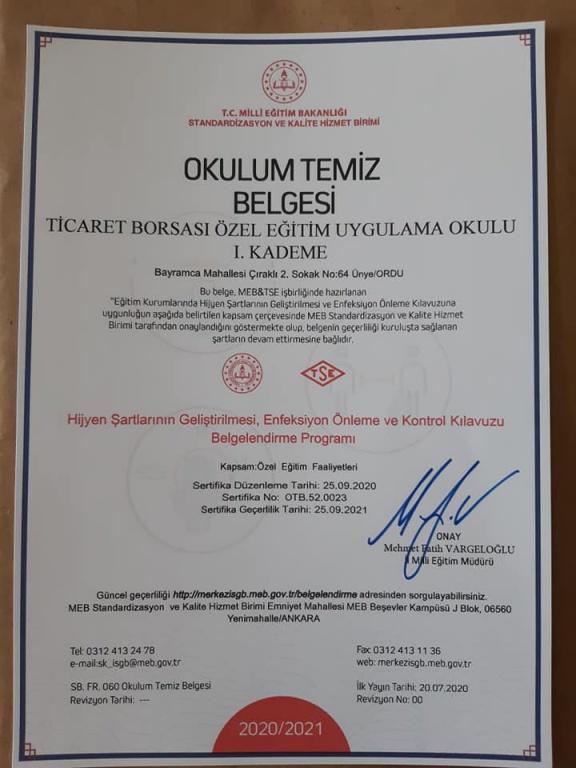 T.C. MİLLİ EĞİTİM BAKANLIĞI
STANDARDİZASYON VE KALİTE HİZMET BİRİMİ
OKULUM TEMİZ
BELGESİ
TİCARET BORSASI ÖZEL EĞİTİM UYGULAMA OKULU
I. KADEME
Bayramca Mahallesi Çıraklı 2. Sokak No:64 Ünye/ORDU
Bu belge, MEB&TSE işbirliğinde hazırlanan
"Eğitim Kurumlarında Hijyen Şartlarının Geliştirilmesi ve Enfeksiyon Önleme Kılavuzuna
uygunluğun aşağıda belirtilen kapsam çerçevesinde MEB Standardizasyon ve Kalite Hizmet
Birimi tarafından onaylandığını göstermekte olup, belgenin geçerliliği kuruluşta sağlanan
şartların devam ettirmesine bağlıdır.
TSE
Hijyen Şartlarının Geliştirilmesi, Enfeksiyon Önleme ve Kontrol Kılavuzu
Belgelendirme Programı
Kapsam:Özel Eğitim Faaliyetleri
Sertifika Düzenleme Tarihi: 25.09.2020
Sertifika No: OTB.52.0023
Sertifika Geçerlilik Tarihi: 25.09.2021
ONAY
Mehmet Fatih VARGELOĞLU
İl Milli Eğitim Müdürü
Güncel geçerliliği http://merkezisgb.meb.gov.tr/belgelendirme adresinden sorgulayabilirsiniz.
MEB Standardizasyon ve Kalite Hizmet Birimi Emniyet Mahallesi MEB Beşevler Kampüsü J Blok, 06560
Yenimahalle/ANKARA
Tel: 0312 413 24 78
e-mail:sk_isgb@meb.gov.tr
Fax: 0312 413 11 36
web: merkezisgb.meb.gov.tr
SB. FR. 060 Okulum Temiz Belgesi
Revizyon Tarihi: ---
İlk Yayın Tarihi: 20.07.2020
Revizyon No: 00
2020/2021